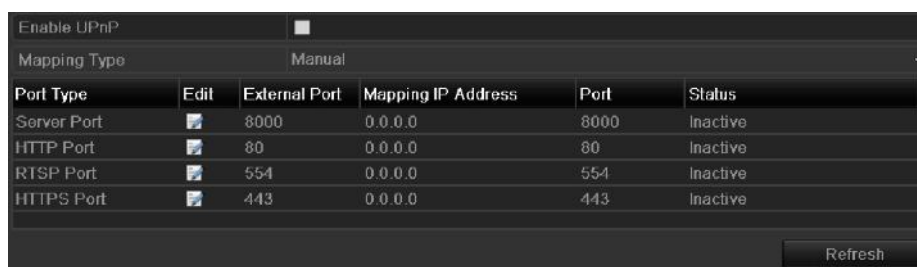 Enable UPnP
Mapping Type Manual
Port Type Edit External Port Mapping IP Address Port Status
Server Port 8000 0.0.0.0 8000 Inactive
HTTP Port 80 0.0.0.0 80 Inactive
RTSP Port 554 0.0.0.0 554 Inactive
HTTPS Port 443 0.0.0.0 443 Inactive
Refresh